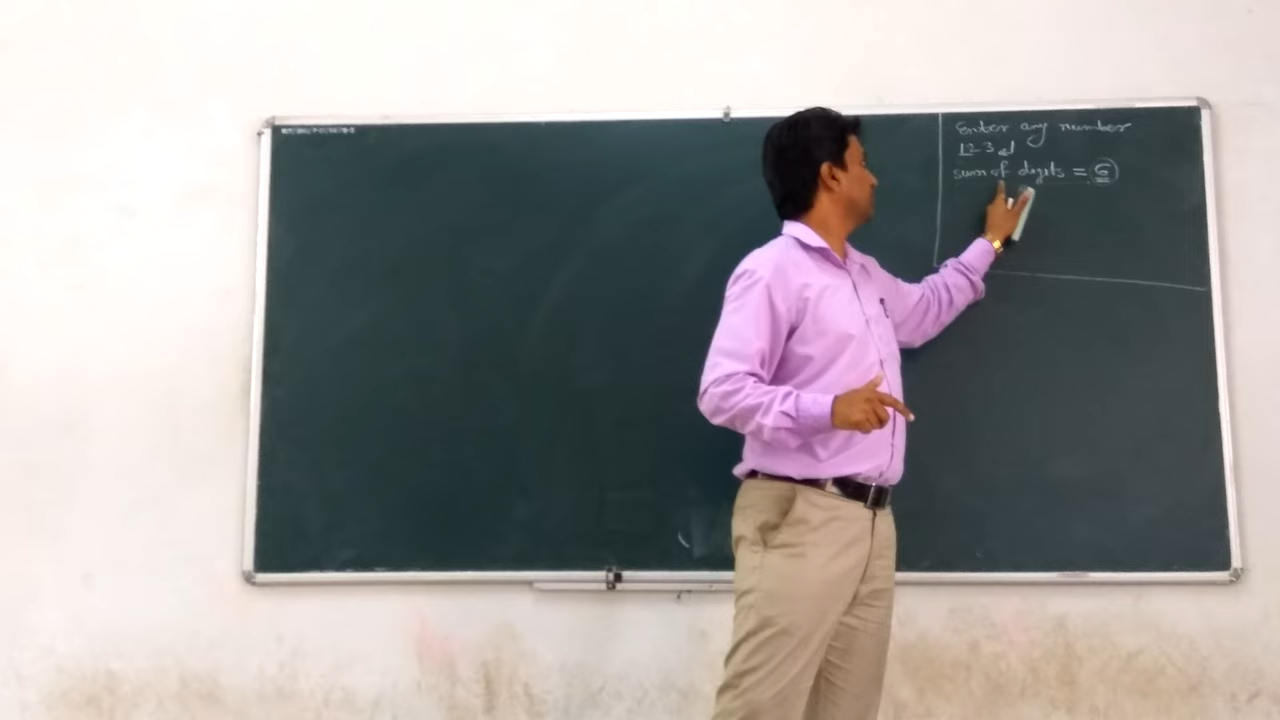 Enter any number
123 ↵
sum of digits = 6